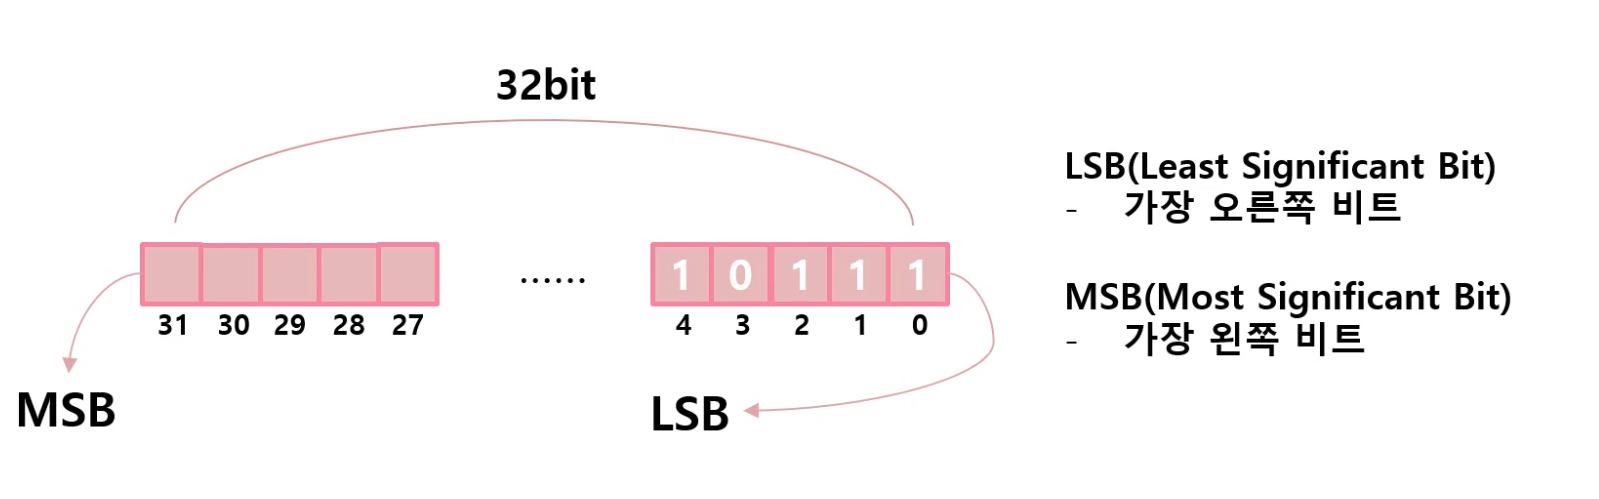 32bit
LSB(Least Significant Bit)
- 가장 오른쪽 비트
MSB(Most Significant Bit)
- 가장 왼쪽 비트
...... 1 0 1 1 1
31 30 29 28 27 4 3 2 1 0
MSB
LSB